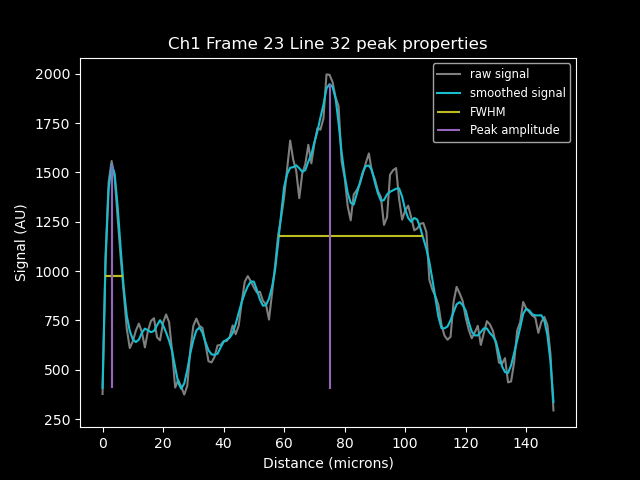 Ch1 Frame 23 Line 32 peak properties
raw signal
smoothed signal
FWHM
Peak amplitude
Signal (AU)
2000
1750
1500
1250
1000
750
500
250
0 20 40 60 80 100 120 140
Distance (microns)